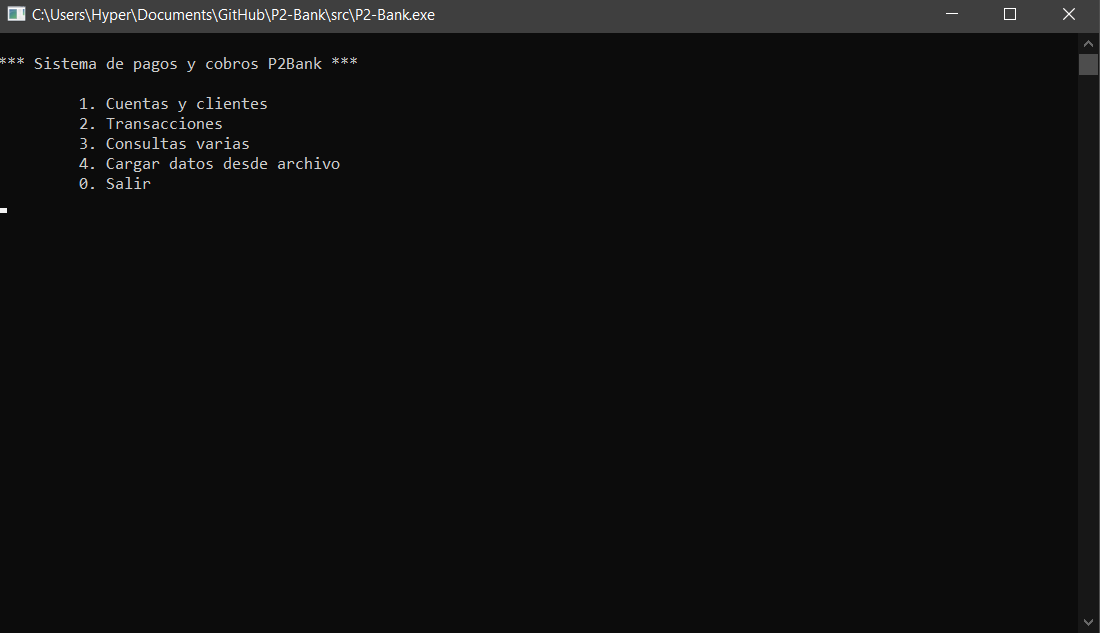 C:\Users\Hyper\Documents\GitHub\P2-Bank\src\P2-Bank.exe
*** Sistema de pagos y cobros P2Bank ***
1. Cuentas y clientes
2. Transacciones
3. Consultas varias
4. Cargar datos desde archivo
0. Salir